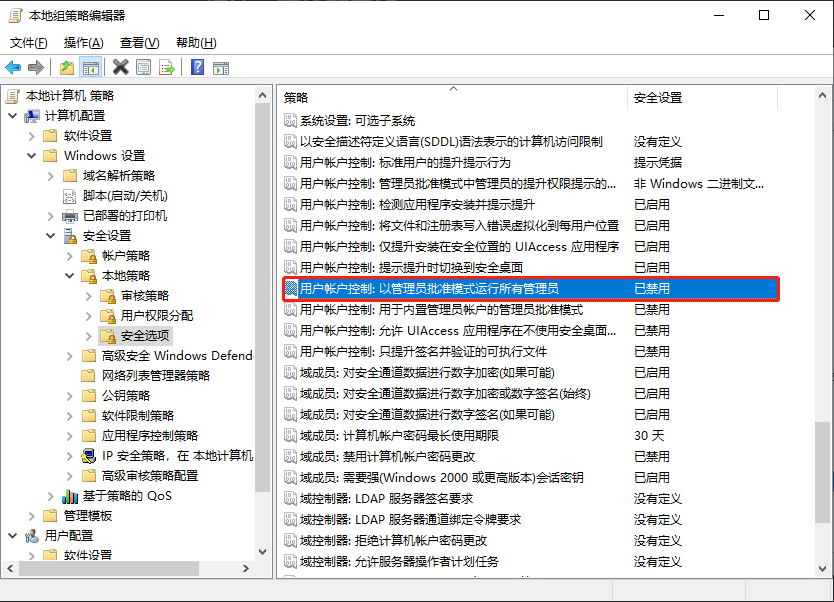 本地组策略编辑器
文件(F) 操作(A) 查看(V) 帮助(H)
本地计算机 策略
计算机配置
软件设置
Windows 设置
域名解析策略
脚本(启动/关机)
已部署的打印机
安全设置
帐户策略
本地策略
审核策略
用户权限分配
安全选项
高级安全 Windows Defend
网络列表管理器策略
公钥策略
软件限制策略
应用程序控制策略
IP 安全策略，在 本地计算机
高级审核策略配置
基于策略的 QoS
管理模板
用户配置
软件设置
策略 安全设置
系统设置: 可选子系统
以安全描述符定义语言(SDDL)语法表示的计算机访问限制 没有定义
用户帐户控制: 标准用户的提升提示行为 提示凭据
用户帐户控制: 管理员批准模式中管理员的提升权限提示的... 非 Windows 二进制文...
用户帐户控制: 检测应用程序安装并提示提升 已启用
用户帐户控制: 将文件和注册表写入错误虚拟化到每用户位置 已启用
用户帐户控制: 仅提升安装在安全位置的 UIAccess 应用程序 已启用
用户帐户控制: 提示提升时切换到安全桌面 已启用
用户帐户控制: 以管理员批准模式运行所有管理员 已禁用
用户帐户控制: 用于内置管理员帐户的管理员批准模式 已禁用
用户帐户控制: 允许 UIAccess 应用程序在不使用安全桌面... 已禁用
用户帐户控制: 只提升签名并验证的可执行文件 已禁用
域成员: 对安全通道数据进行数字加密(如果可能) 已启用
域成员: 对安全通道数据进行数字加密或数字签名(始终) 已启用
域成员: 对安全通道数据进行数字签名(如果可能) 已启用
域成员: 计算机帐户密码最长使用期限 30 天
域成员: 禁用计算机帐户密码更改 已禁用
域成员: 需要强(Windows 2000 或更高版本)会话密钥 已启用
域控制器: LDAP 服务器签名要求 没有定义
域控制器: LDAP 服务器通道绑定令牌要求 没有定义
域控制器: 拒绝计算机帐户密码更改 没有定义
域控制器: 允许服务器操作者计划任务 没有定义